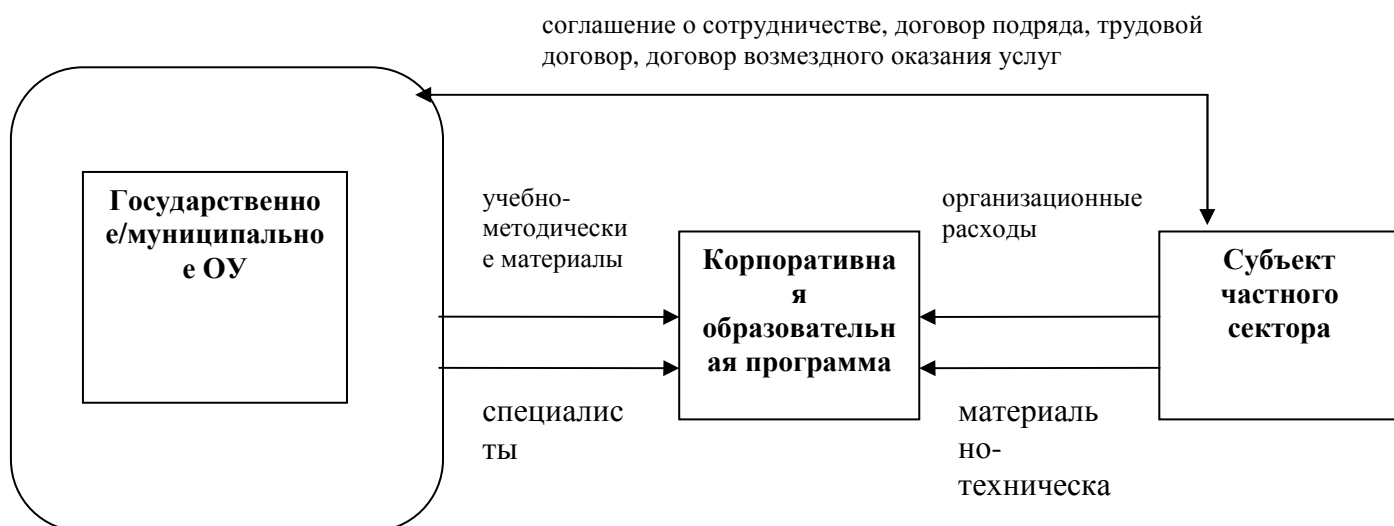 соглашение о сотрудничестве, договор подряда, трудовой
договор, договор возмездного оказания услуг
Государственно
е/муниципально
е ОУ
учебно-
методически
е материалы
организационные
расходы
Корпоративна
я
образовательн
ая программа
Субъект
частного
сектора
специалис
ты
материаль
но-
техническа